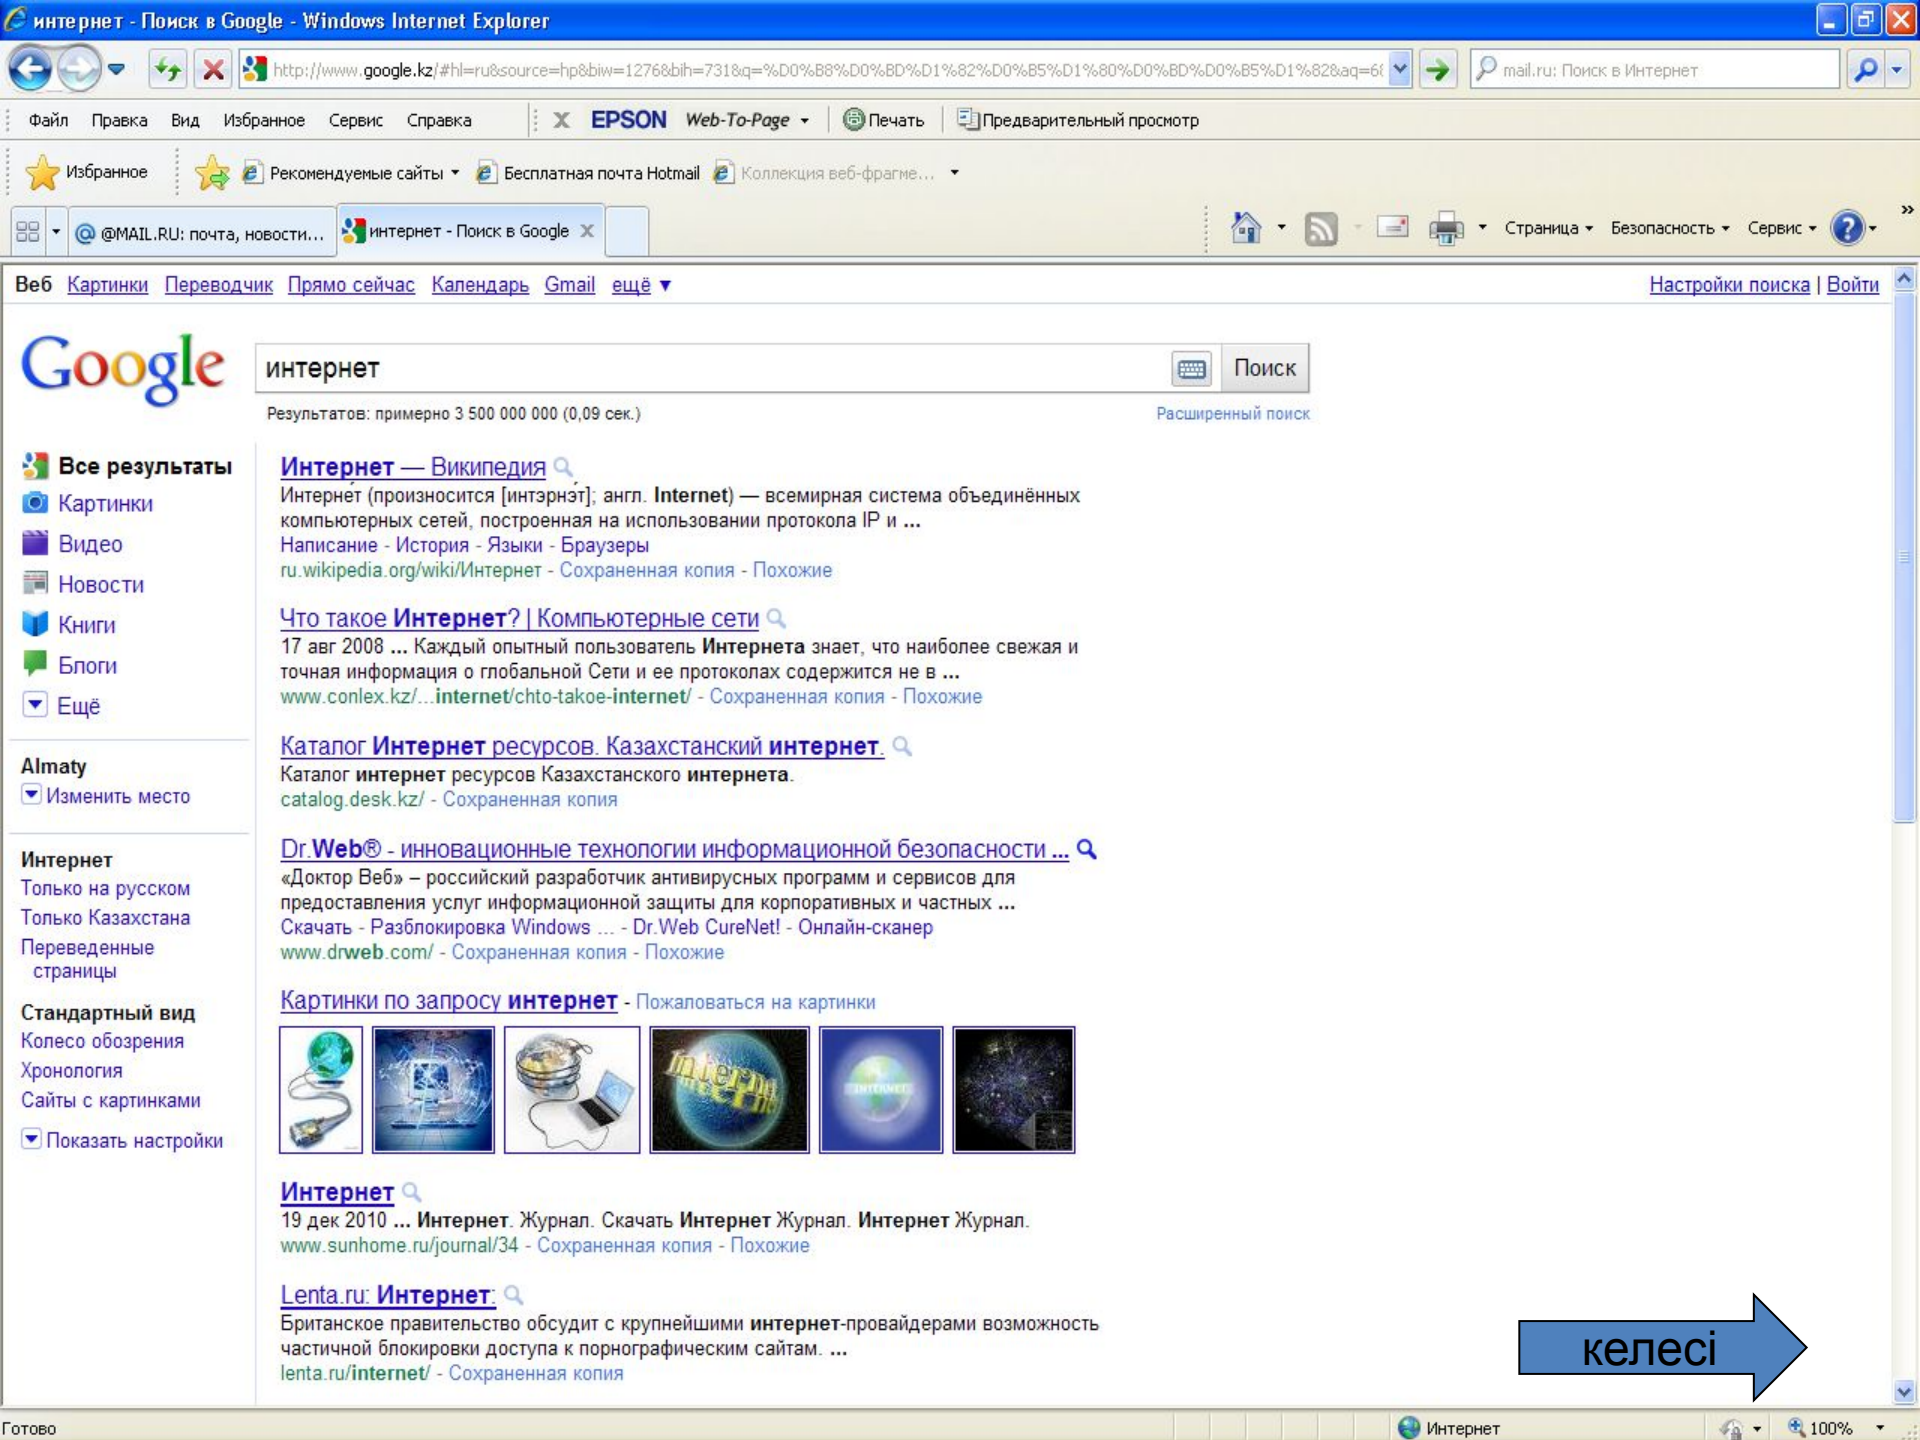 интернет - Поиск в Google - Windows Internet Explorer
http://www.google.kz/#hl=ru&source=hp&biw=1276&bih=731&q=%D0%B8%D0%BD%D1%82%D0%B5%D1%80%D0%BD%D0%B5%D1%82&aq=6(
mail.ru: Поиск в Интернет
Файл Правка Вид Избранное Сервис Справка X EPSON Web-To-Page Печать Предварительный просмотр
Избранное Рекомендуемые сайты Бесплатная почта Hotmail Коллекция веб-фрагме...
@MAIL.RU: почта, новости... интернет - Поиск в Google X Страница Безопасность Сервис
Веб Картинки Переводчик Прямо сейчас Календарь Gmail ещё ▼ Настройки поиска | Войти
Google интернет Поиск
Результатов: примерно 3 500 000 000 (0,09 сек.) Расширенный поиск
Все результаты
Картинки
Видео
Новости
Книги
Блоги
Ещё
Almaty
Изменить место
Интернет
Только на русском
Только Казахстана
Переведенные
страницы
Стандартный вид
Колесо обозрения
Хронология
Сайты с картинками
Показать настройки
Интернет — Википедия
Интерне́т (произносится [интэрнэ́т]; англ. Internet) — всемирная система объединённых
компьютерных сетей, построенная на использовании протокола IP и ...
Написание - История - Языки - Браузеры
ru.wikipedia.org/wiki/Интернет - Сохраненная копия - Похожие
Что такое Интернет? | Компьютерные сети
17 авг 2008 ... Каждый опытный пользователь Интернета знает, что наиболее свежая и
точная информация о глобальной Сети и ее протоколах содержится не в ...
www.conlex.kz/...internet/chto-takoe-internet/ - Сохраненная копия - Похожие
Каталог Интернет ресурсов. Казахстанский интернет.
Каталог интернет ресурсов Казахстанского интернета.
catalog.desk.kz/ - Сохраненная копия
Dr.Web® - инновационные технологии информационной безопасности ...
«Доктор Веб» – российский разработчик антивирусных программ и сервисов для
предоставления услуг информационной защиты для корпоративных и частных ...
Скачать - Разблокировка Windows ... - Dr.Web CureNet! - Онлайн-сканер
www.drweb.com/ - Сохраненная копия - Похожие
Картинки по запросу интернет - Пожаловаться на картинки
INTERNET
Интернет
19 дек 2010 ... Интернет. Журнал. Скачать Интернет Журнал. Интернет Журнал.
www.sunhome.ru/journal/34 - Сохраненная копия - Похожие
Lenta.ru: Интернет:
Британское правительство обсудит с крупнейшими интернет-провайдерами возможность
частичной блокировки доступа к порнографическим сайтам. ...
lenta.ru/internet/ - Сохраненная копия
келесі
Готово Интернет 100%